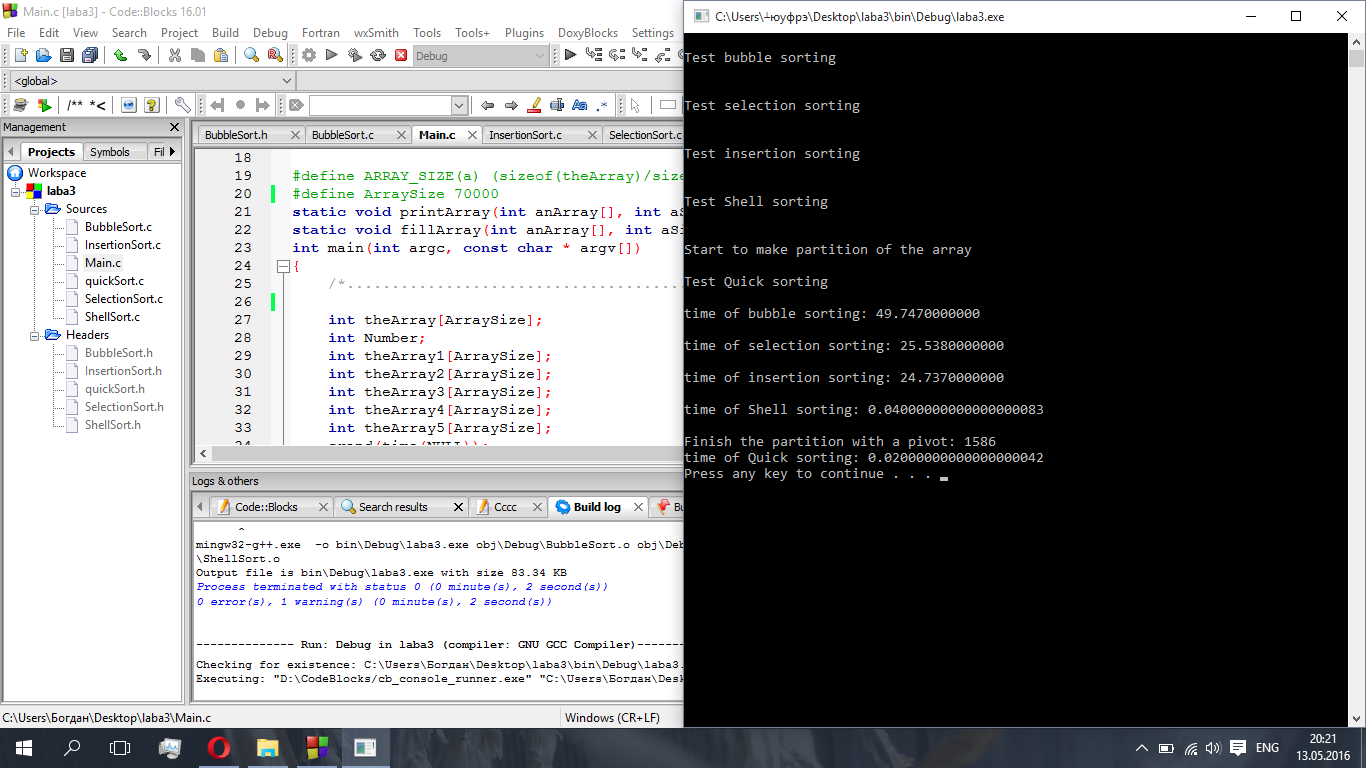 Main.c [laba3] - Code::Blocks 16.01
File Edit View Search Project Build Debug Fortran wxSmith Tools Tools+ Plugins DoxyBlocks Settings
Debug
<global>
/** *<
Aa .*
Management
Projects Symbols Fil
Workspace
laba3
Sources
BubbleSort.c
InsertionSort.c
Main.c
quickSort.c
SelectionSort.c
ShellSort.c
Headers
BubbleSort.h
InsertionSort.h
quickSort.h
SelectionSort.h
ShellSort.h
BubbleSort.h BubbleSort.c Main.c InsertionSort.c SelectionSort.c
18
19 #define ARRAY_SIZE(a) (sizeof(theArray)/size
20 #define ArraySize 70000
21 static void printArray(int anArray[], int aS
22 static void fillArray(int anArray[], int aSi
23 int main(int argc, const char * argv[])
24 {
25 /*......................................
26
27 int theArray[ArraySize];
28 int Number;
29 int theArray1[ArraySize];
30 int theArray2[ArraySize];
31 int theArray3[ArraySize];
32 int theArray4[ArraySize];
33 int theArray5[ArraySize];
Logs & others
Code::Blocks Search results Cccc Build log Bu
^
mingw32-g++.exe -o bin\Debug\laba3.exe obj\Debug\BubbleSort.o obj\Deb
\ShellSort.o
Output file is bin\Debug\laba3.exe with size 83.34 KB
Process terminated with status 0 (0 minute(s), 2 second(s))
0 error(s), 1 warning(s) (0 minute(s), 2 second(s))
-------------- Run: Debug in laba3 (compiler: GNU GCC Compiler)-------
Checking for existence: C:\Users\Богдан\Desktop\laba3\bin\Debug\laba3.
Executing: "D:\CodeBlocks/cb_console_runner.exe" "C:\Users\Богдан\Desk
C:\Users\Богдан\Desktop\laba3\Main.c Windows (CR+LF)
C:\Users\┴юуфрэ\Desktop\laba3\bin\Debug\laba3.exe
Test bubble sorting
Test selection sorting
Test insertion sorting
Test Shell sorting
Start to make partition of the array
Test Quick sorting
time of bubble sorting: 49.7470000000
time of selection sorting: 25.5380000000
time of insertion sorting: 24.7370000000
time of Shell sorting: 0.04000000000000000083
Finish the partition with a pivot: 1586
time of Quick sorting: 0.02000000000000000042
Press any key to continue . . .
ENG
20:21
13.05.2016